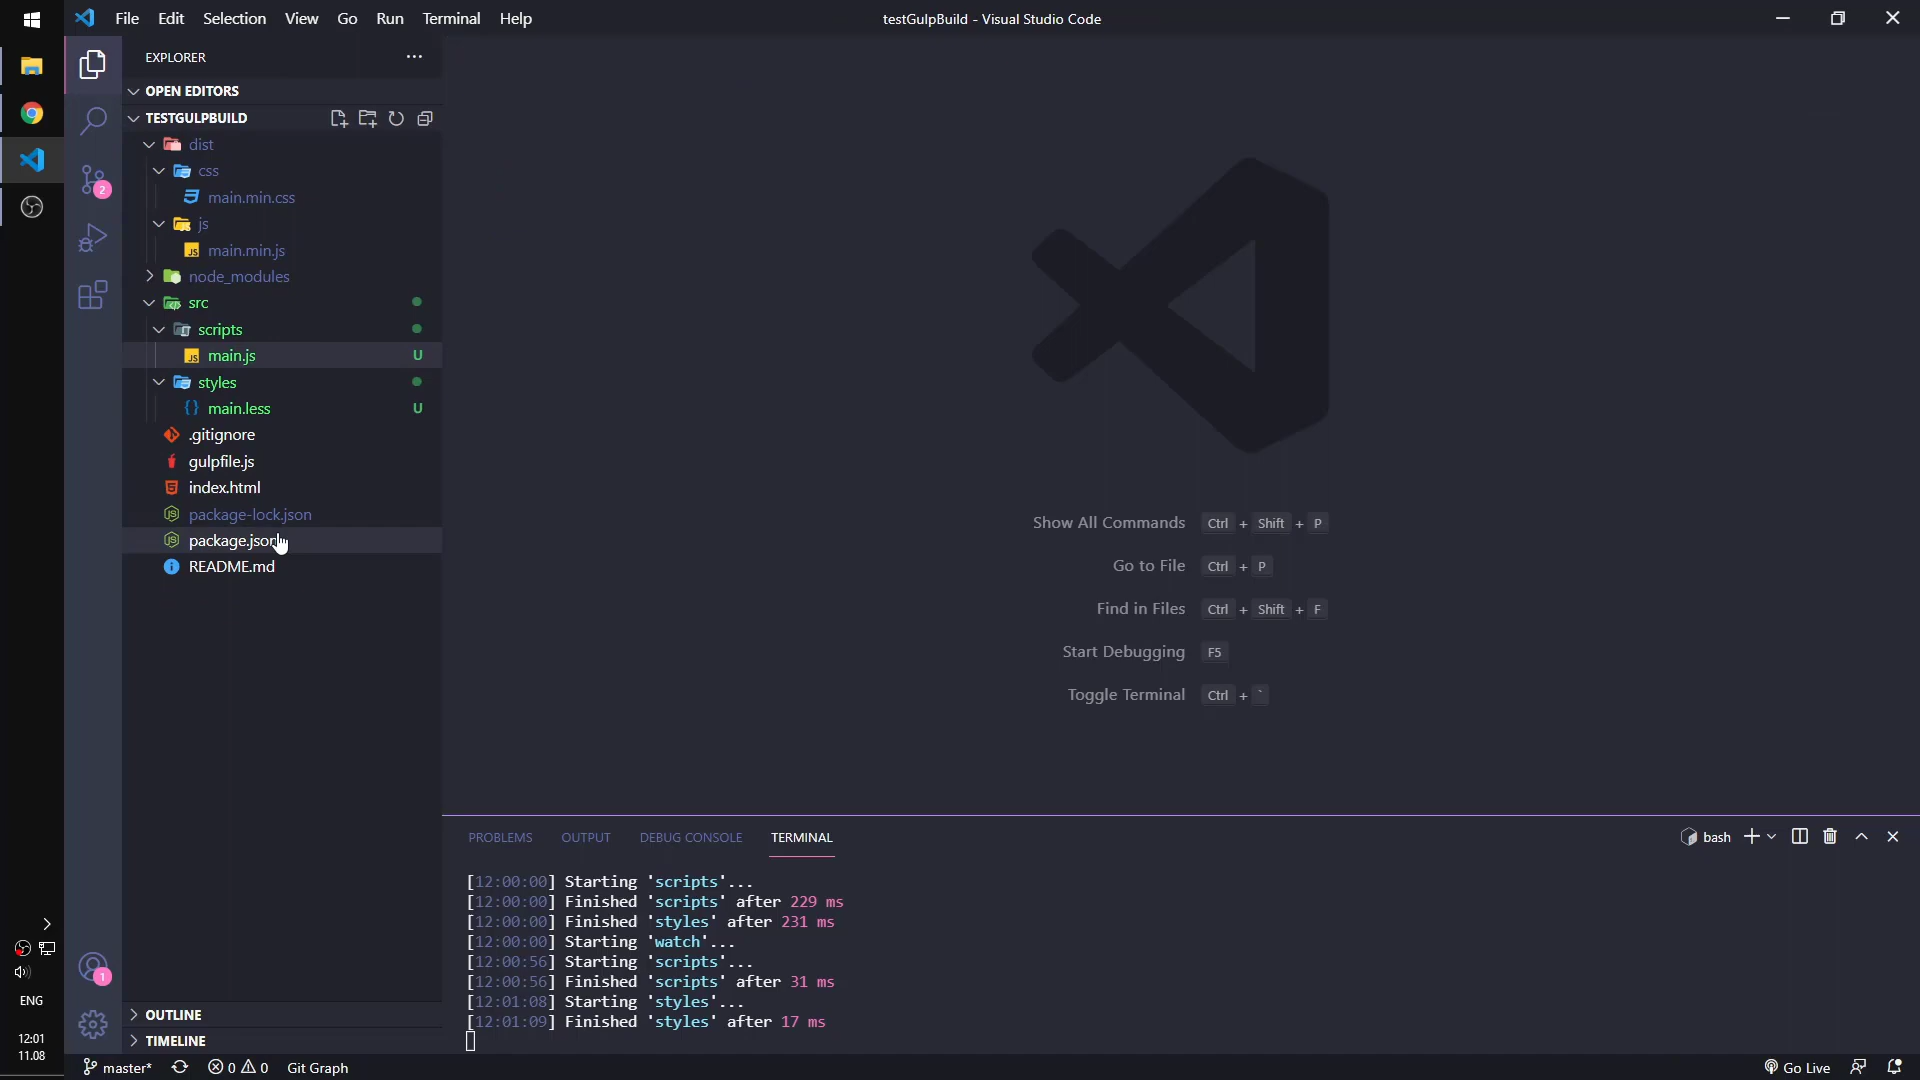 File Edit Selection View Go Run Terminal Help
testGulpBuild - Visual Studio Code
EXPLORER
OPEN EDITORS
TESTGULPBUILD
dist
css
main.min.css
js
main.min.js
node_modules
src
scripts
main.js U
styles
main.less U
.gitignore
gulpfile.js
index.html
package-lock.json
package.json
README.md
OUTLINE
TIMELINE
2
1
Show All Commands Ctrl + Shift + P
Go to File Ctrl + P
Find in Files Ctrl + Shift + F
Start Debugging F5
Toggle Terminal Ctrl + `
PROBLEMS OUTPUT DEBUG CONSOLE TERMINAL
bash
[12:00:00] Starting 'scripts'...
[12:00:00] Finished 'scripts' after 229 ms
[12:00:00] Finished 'styles' after 231 ms
[12:00:00] Starting 'watch'...
[12:00:56] Starting 'scripts'...
[12:00:56] Finished 'scripts' after 31 ms
[12:01:08] Starting 'styles'...
[12:01:09] Finished 'styles' after 17 ms
ENG
12:01
11.08
master* 0 0 Git Graph
Go Live